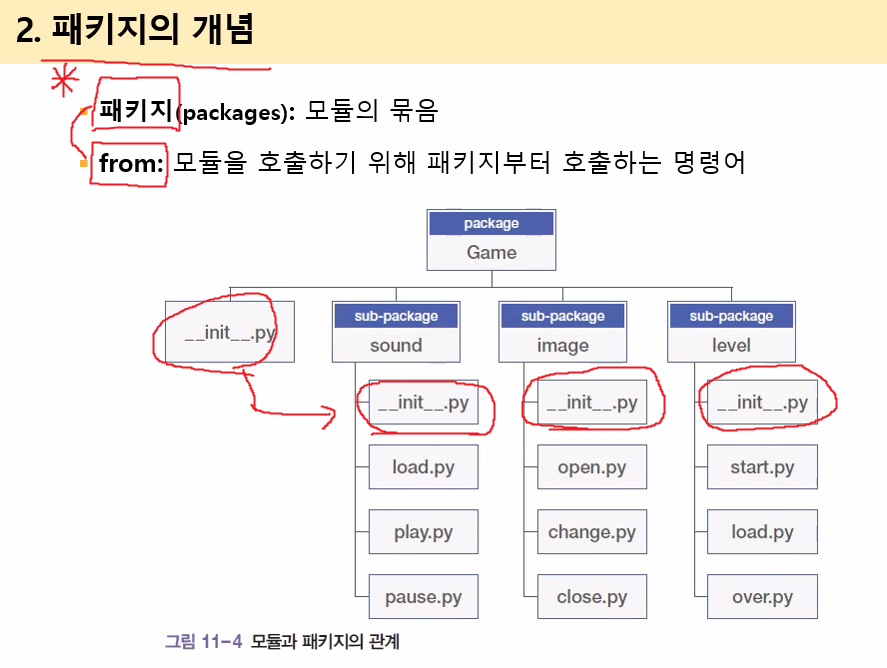 2. 패키지의 개념
패키지(packages): 모듈의 묶음
from: 모듈을 호출하기 위해 패키지부터 호출하는 명령어
package
Game
__init__.py
sub-package
sound
sub-package
image
sub-package
level
__init__.py
__init__.py
__init__.py
load.py
open.py
start.py
play.py
change.py
load.py
pause.py
close.py
over.py
그림 11-4 모듈과 패키지의 관계